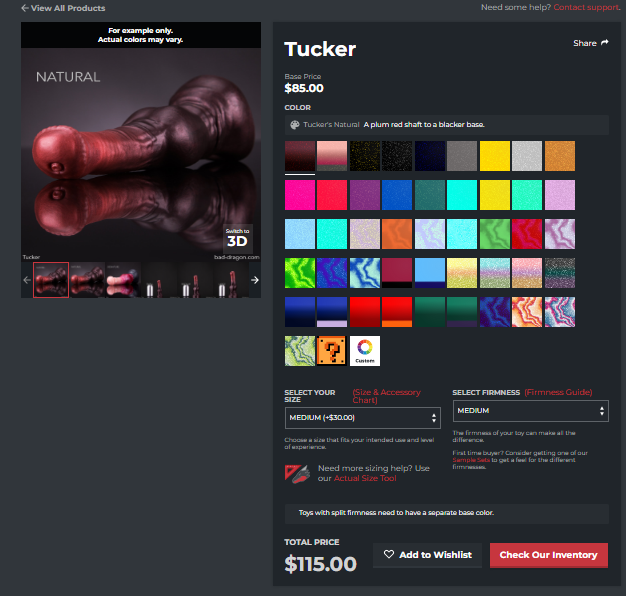 View All Products
Need some help? Contact support.
For example only.
Actual colors may vary.
NATURAL
Switch to
3D
Tucker
bad-dragon.com
Tucker
Share
Base Price
$85.00
COLOR
Tucker's Natural A plum red shaft to a blacker base.
?
Custom
SELECT YOUR SIZE (Size & Accessory Chart)
MEDIUM (+$30.00)
Choose a size that fits your intended use and level
of experience.
Need more sizing help? Use
our Actual Size Tool
SELECT FIRMNESS (Firmness Guide)
MEDIUM
The firmness of your toy can make all the
difference.
First time buyer? Consider getting one of our
Sample Sets to get a feel for the different
firmnesses.
Toys with split firmness need to have a separate base color.
TOTAL PRICE
$115.00
Add to Wishlist
Check Our Inventory